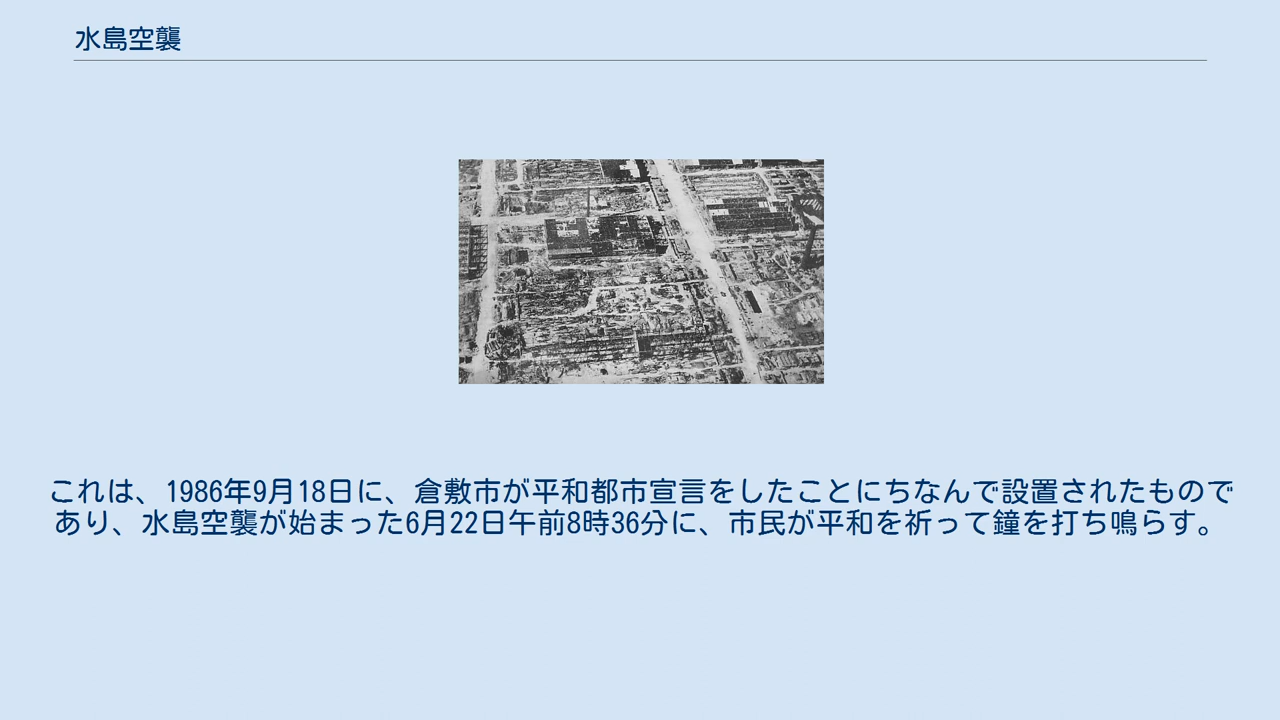 水島空襲
これは、1986年9月18日に、倉敷市が平和都市宣言をしたことにちなんで設置されたもので
あり、水島空襲が始まった6月22日午前8時36分に、市民が平和を祈って鐘を打ち鳴らす。